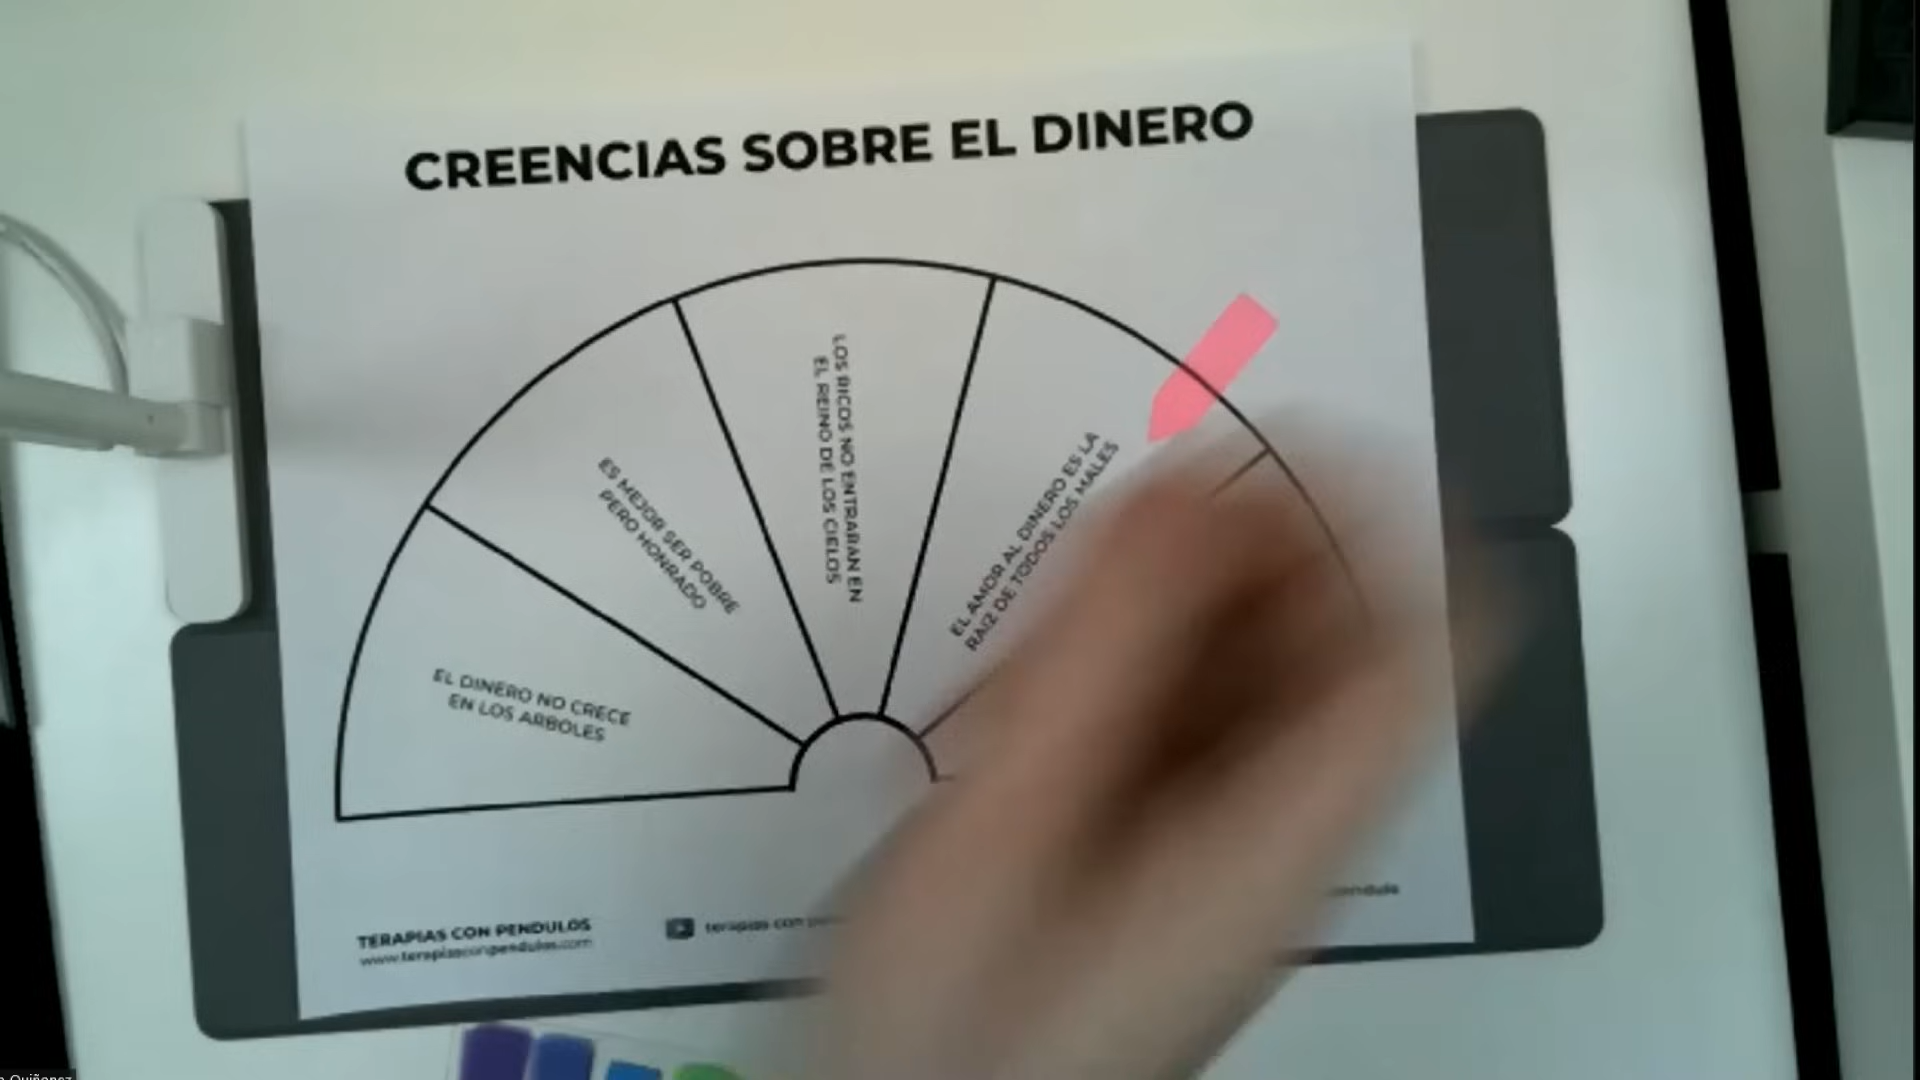 CREENCIAS SOBRE EL DINERO
EL DINERO NO CRECE
EN LOS ARBOLES
ES MEJOR SER POBRE
PERO HONRADO
LOS RICOS NO ENTRARAN EN
EL REINO DE LOS CIELOS
EL AMOR AL DINERO ES LA
RAIZ DE TODOS LOS MALES
TERAPIAS CON PENDULOS
www.terapiasconpendulos.com
terapias con